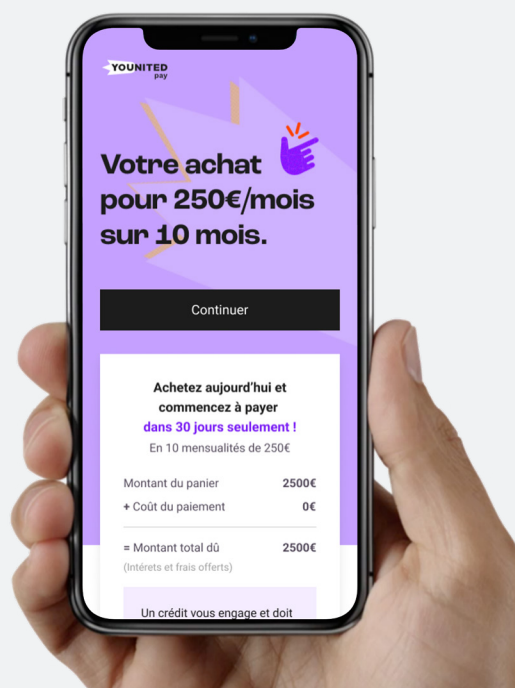 YOUNITED
pay
Votre achat
pour 250€/mois
sur 10 mois.
Continuer
Achetez aujourd'hui et
commencez à payer
dans 30 jours seulement !
En 10 mensualités de 250€
Montant du panier 2500€
+ Coût du paiement 0€
= Montant total dû 2500€
(Intérets et frais offerts)
Un crédit vous engage et doit